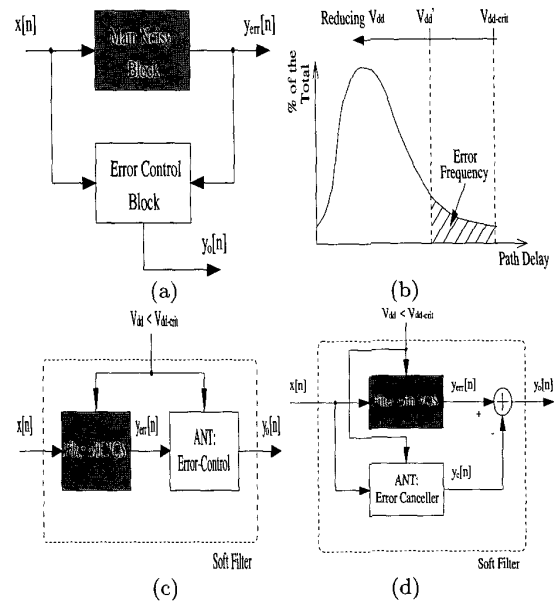 x[n]
Main Noise
Block
y_err[n]
Error Control
Block
y_o[n]
(a)
Reducing V_dd
V_dd'
V_dd-crit
% of the
Total
Error
Frequency
Path Delay
(b)
V_dd < V_dd-crit
x[n]
y_err[n]
ANT:
Error-Control
y_o[n]
Soft Filter
(c)
V_dd < V_dd-crit
x[n]
y_err[n]
y_o[n]
+
+
-
ANT:
Error Canceller
y_e[n]
Soft Filter
(d)